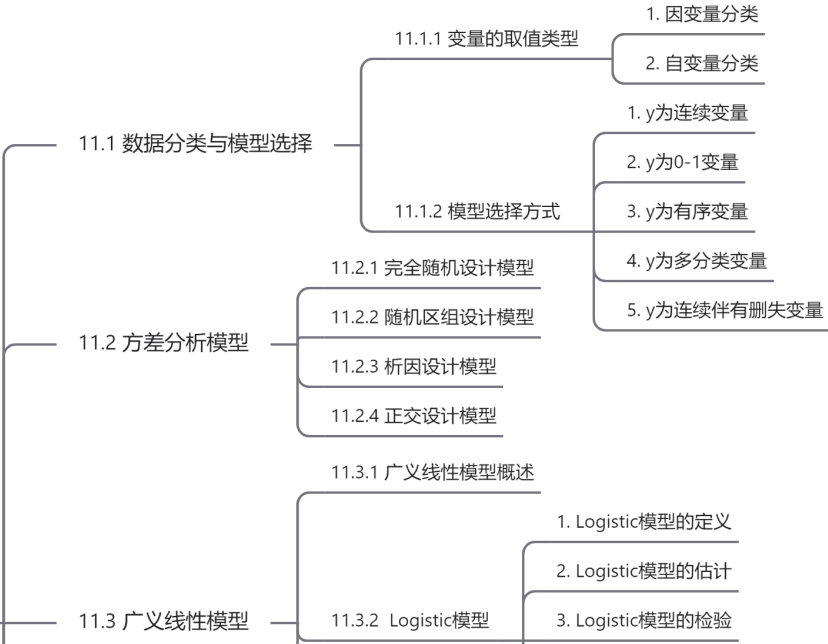 11.1 数据分类与模型选择
11.1.1 变量的取值类型
1. 因变量分类
2. 自变量分类
11.1.2 模型选择方式
1. y为连续变量
2. y为0-1变量
3. y为有序变量
4. y为多分类变量
5. y为连续伴有删失变量
11.2 方差分析模型
11.2.1 完全随机设计模型
11.2.2 随机区组设计模型
11.2.3 析因设计模型
11.2.4 正交设计模型
11.3 广义线性模型
11.3.1 广义线性模型概述
11.3.2 Logistic模型
1. Logistic模型的定义
2. Logistic模型的估计
3. Logistic模型的检验